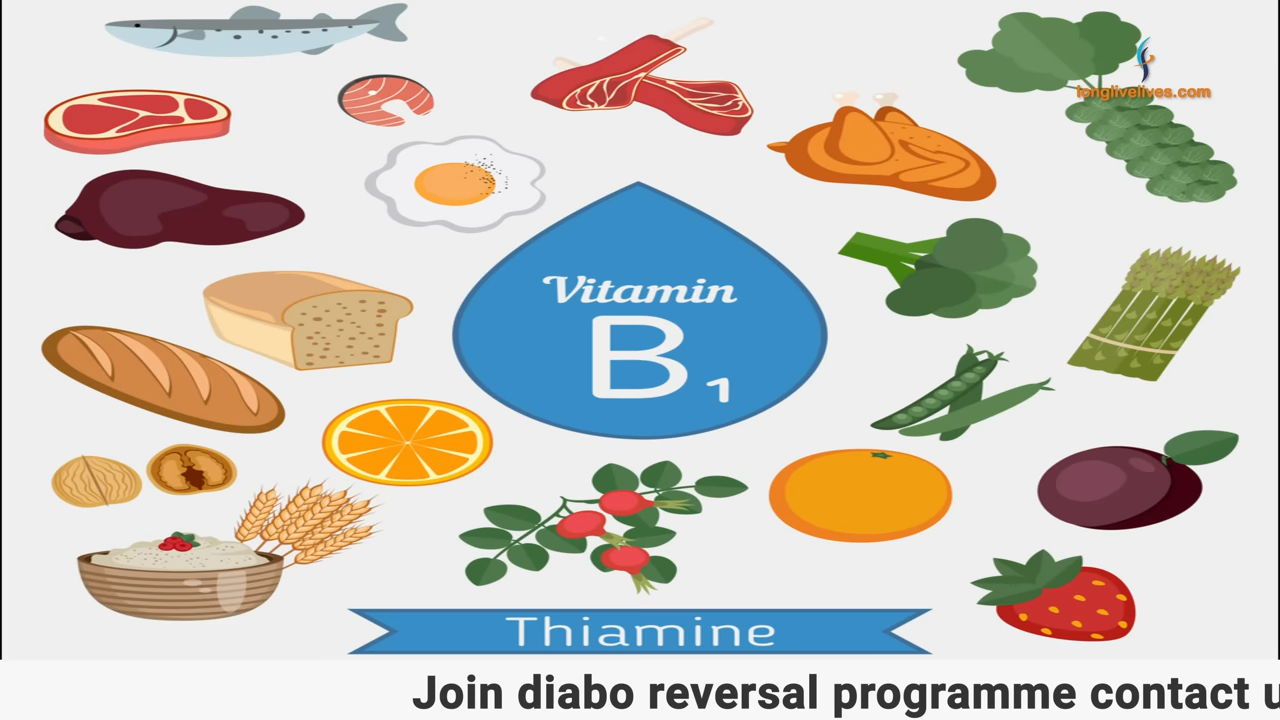 longlivelives.com
Vitamin
B1
Thiamine
Join diabo reversal programme contact u